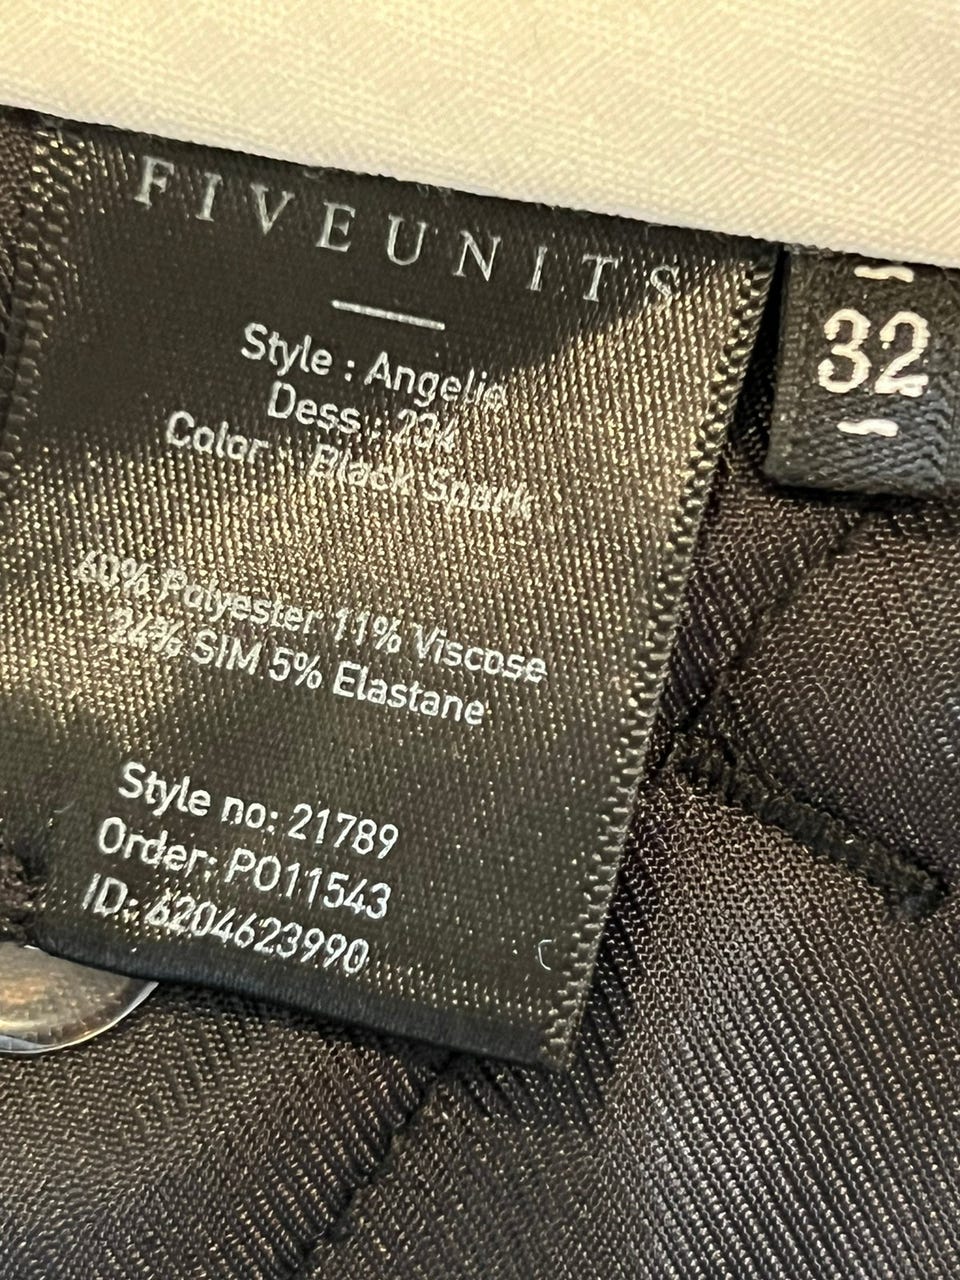 FIVEUNITS
Style : Angelie
Dess : 234
Color : Black Spark
60% Polyester 11% Viscose
24% SIM 5% Elastane
Style no: 21789
Order: PO11543
ID: 6204623990
32